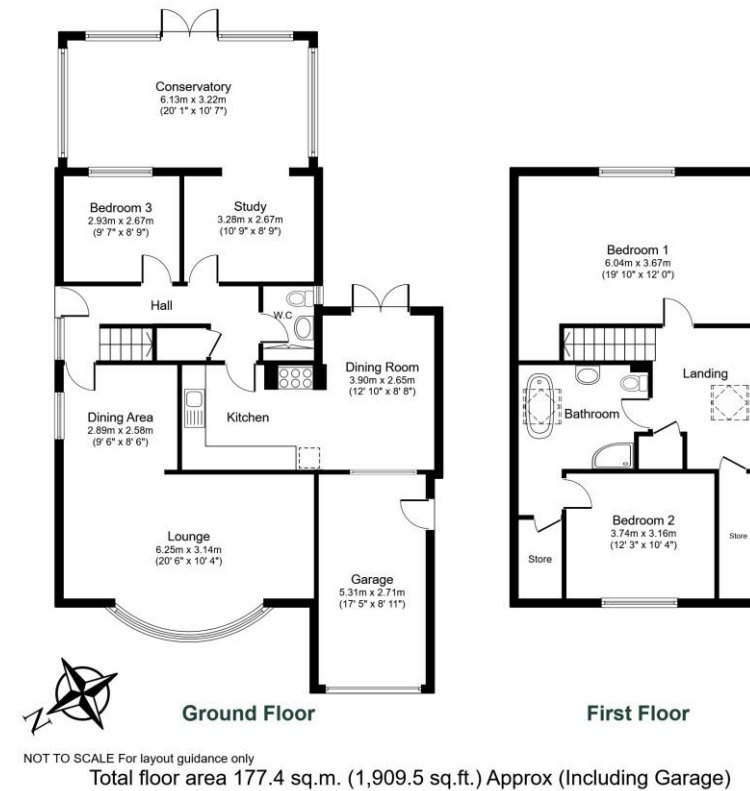 Conservatory
6.13m x 3.22m
(20' 1" x 10' 7")
Bedroom 3
2.93m x 2.67m
(9' 7" x 8' 9")
Study
3.28m x 2.67m
(10' 9" x 8' 9")
Hall
W.C
Dining Room
3.90m x 2.65m
(12' 10" x 8' 8")
Kitchen
Dining Area
2.89m x 2.58m
(9' 6" x 8' 6")
Lounge
6.25m x 3.14m
(20' 6" x 10' 4")
Garage
5.31m x 2.71m
(17' 5" x 8' 11")
Bedroom 1
6.04m x 3.67m
(19' 10" x 12' 0")
Landing
Bathroom
Bedroom 2
3.74m x 3.16m
(12' 3" x 10' 4")
Store
Store
N
Ground Floor
First Floor
NOT TO SCALE For layout guidance only
Total floor area 177.4 sq.m. (1,909.5 sq.ft.) Approx (Including Garage)